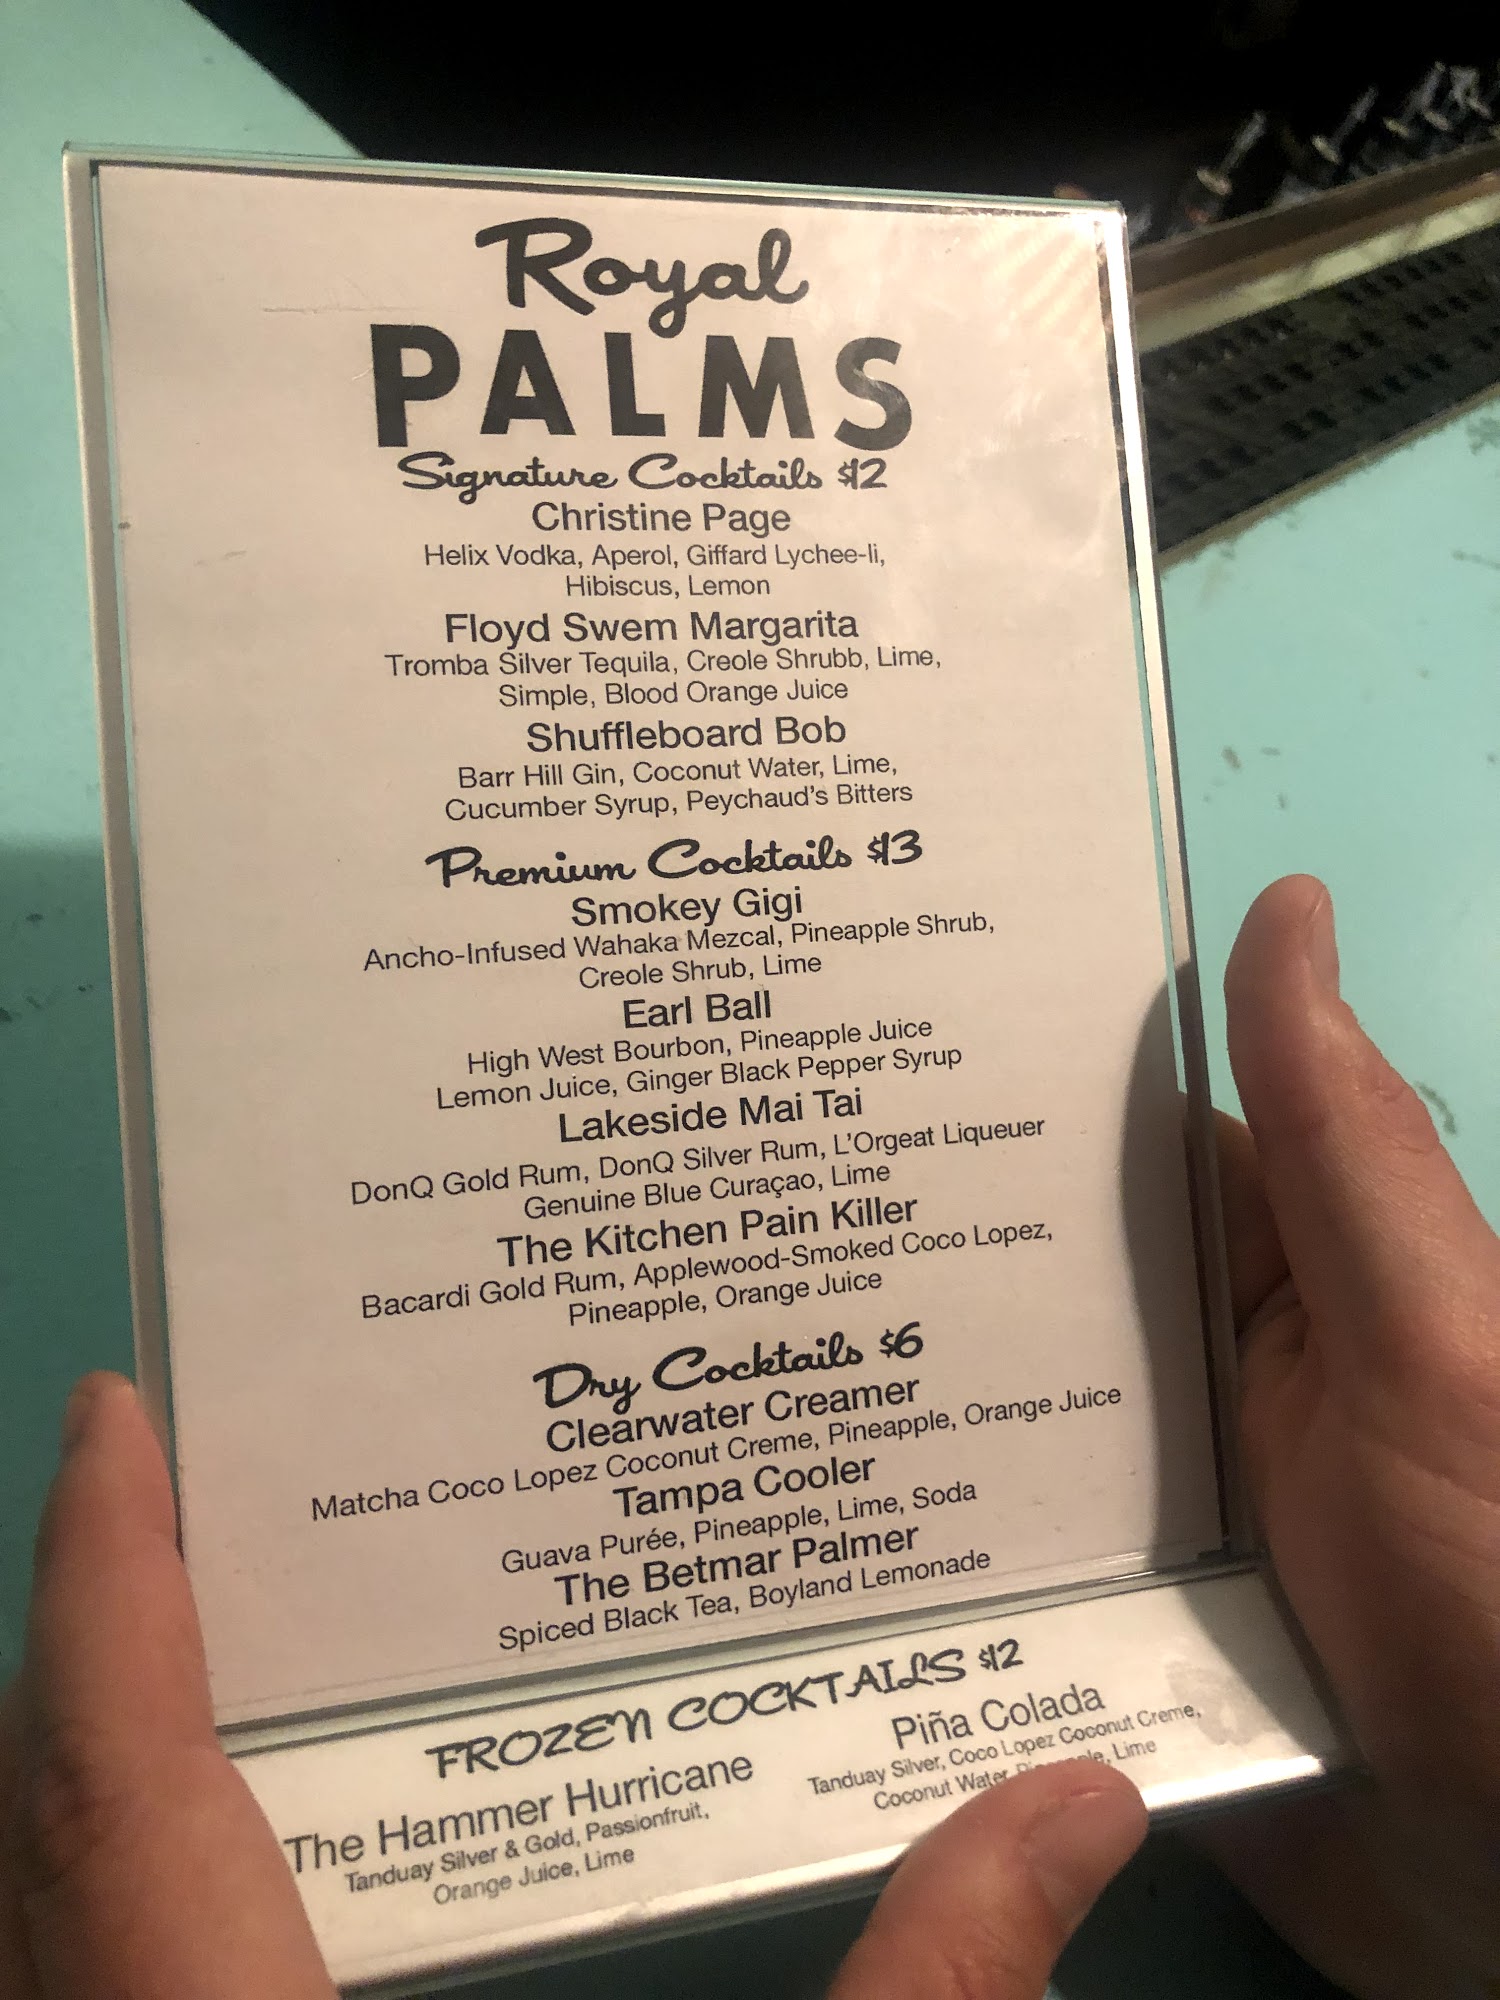 Royal
PALMS
Signature Cocktails $12
Christine Page
Helix Vodka, Aperol, Giffard Lychee-li,
Hibiscus, Lemon
Floyd Swem Margarita
Tromba Silver Tequila, Creole Shrubb, Lime,
Simple, Blood Orange Juice
Shuffleboard Bob
Barr Hill Gin, Coconut Water, Lime,
Cucumber Syrup, Peychaud's Bitters
Premium Cocktails $13
Smokey Gigi
Ancho-Infused Wahaka Mezcal, Pineapple Shrub,
Creole Shrub, Lime
Earl Ball
High West Bourbon, Pineapple Juice
Lemon Juice, Ginger Black Pepper Syrup
Lakeside Mai Tai
DonQ Gold Rum, DonQ Silver Rum, L'Orgeat Liqueuer
Genuine Blue Curaçao, Lime
The Kitchen Pain Killer
Bacardi Gold Rum, Applewood-Smoked Coco Lopez,
Pineapple, Orange Juice
Dry Cocktails $6
Clearwater Creamer
Matcha Coco Lopez Coconut Creme, Pineapple, Orange Juice
Tampa Cooler
Guava Purée, Pineapple, Lime, Soda
The Betmar Palmer
Spiced Black Tea, Boyland Lemonade
FROZEN COCKTAILS $12
The Hammer Hurricane
Tanduay Silver & Gold, Passionfruit,
Orange Juice, Lime
Piña Colada
Tanduay Silver, Coco Lopez Coconut Creme,
Coconut Water, Pineapple, Lime